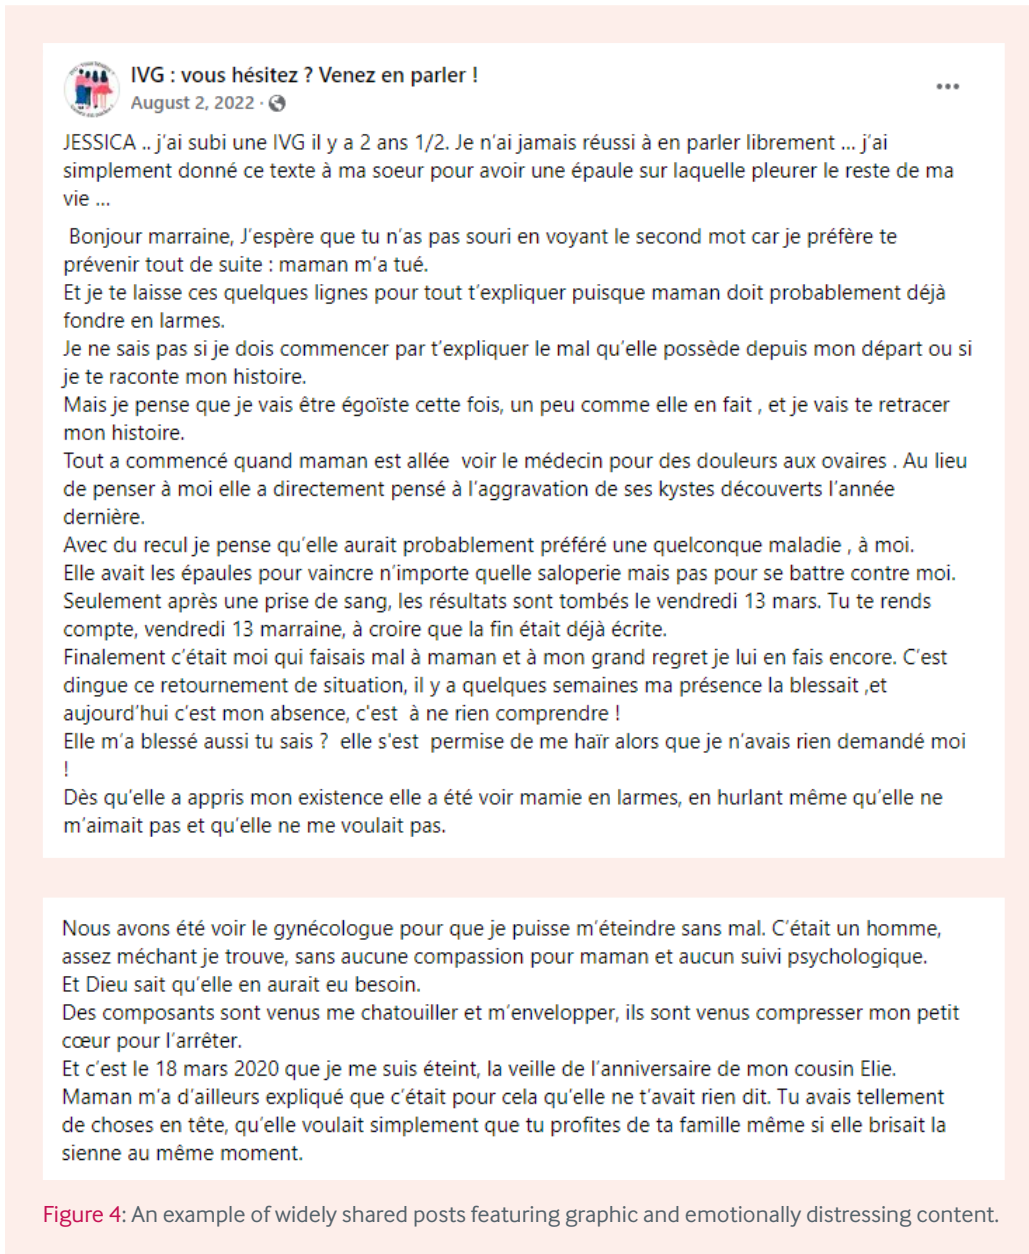 IVG : vous hésitez ? Venez en parler !
August 2, 2022 ·
JESSICA .. j'ai subi une IVG il y a 2 ans 1/2. Je n'ai jamais réussi à en parler librement ... j'ai
simplement donné ce texte à ma soeur pour avoir une épaule sur laquelle pleurer le reste de ma
vie ...
Bonjour marraine, J'espère que tu n'as pas souri en voyant le second mot car je préfère te
prévenir tout de suite : maman m'a tué.
Et je te laisse ces quelques lignes pour tout t'expliquer puisque maman doit probablement déjà
fondre en larmes.
Je ne sais pas si je dois commencer par t'expliquer le mal qu'elle possède depuis mon départ ou si
je te raconte mon histoire.
Mais je pense que je vais être égoïste cette fois, un peu comme elle en fait , et je vais te retracer
mon histoire.
Tout a commencé quand maman est allée  voir le médecin pour des douleurs aux ovaires . Au lieu
de penser à moi elle a directement pensé à l'aggravation de ses kystes découverts l'année
dernière.
Avec du recul je pense qu'elle aurait probablement préféré une quelconque maladie , à moi.
Elle avait les épaules pour vaincre n'importe quelle saloperie mais pas pour se battre contre moi.
Seulement après une prise de sang, les résultats sont tombés le vendredi 13 mars. Tu te rends
compte, vendredi 13 marraine, à croire que la fin était déjà écrite.
Finalement c'était moi qui faisais mal à maman et à mon grand regret je lui en fais encore. C'est
dingue ce retournement de situation, il y a quelques semaines ma présence la blessait ,et
aujourd'hui c'est mon absence, c'est  à ne rien comprendre !
Elle m'a blessé aussi tu sais ?  elle s'est  permise de me haïr alors que je n'avais rien demandé moi
!
Dès qu'elle a appris mon existence elle a été voir mamie en larmes, en hurlant même qu'elle ne
m'aimait pas et qu'elle ne me voulait pas.
Nous avons été voir le gynécologue pour que je puisse m'éteindre sans mal. C'était un homme,
assez méchant je trouve, sans aucune compassion pour maman et aucun suivi psychologique.
Et Dieu sait qu'elle en aurait eu besoin.
Des composants sont venus me chatouiller et m'envelopper, ils sont venus compresser mon petit
cœur pour l'arrêter.
Et c'est le 18 mars 2020 que je me suis éteint, la veille de l'anniversaire de mon cousin Elie.
Maman m'a d'ailleurs expliqué que c'était pour cela qu'elle ne t'avait rien dit. Tu avais tellement
de choses en tête, qu'elle voulait simplement que tu profites de ta famille même si elle brisait la
sienne au même moment.
Figure 4: An example of widely shared posts featuring graphic and emotionally distressing content.